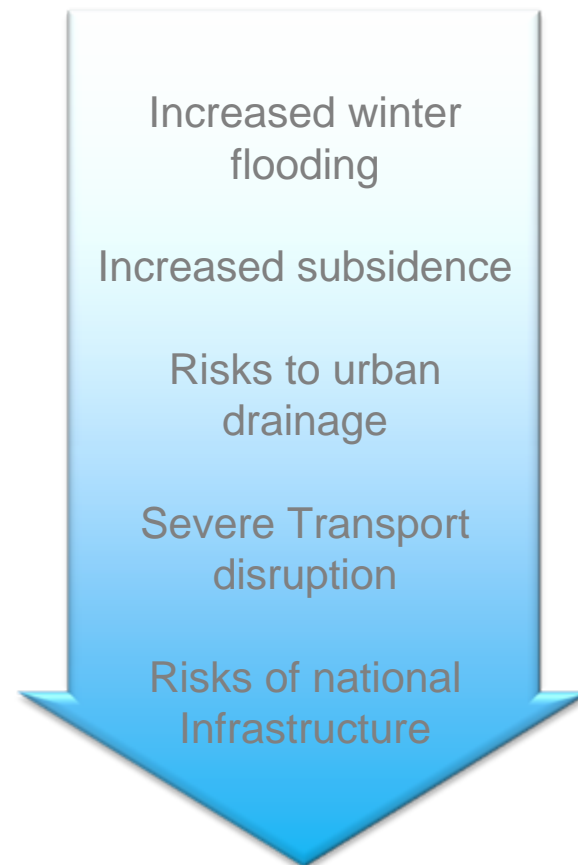 Increased winter
flooding
Increased subsidence
Risks to urban
drainage
Severe Transport
disruption
Risks of national
Infrastructure